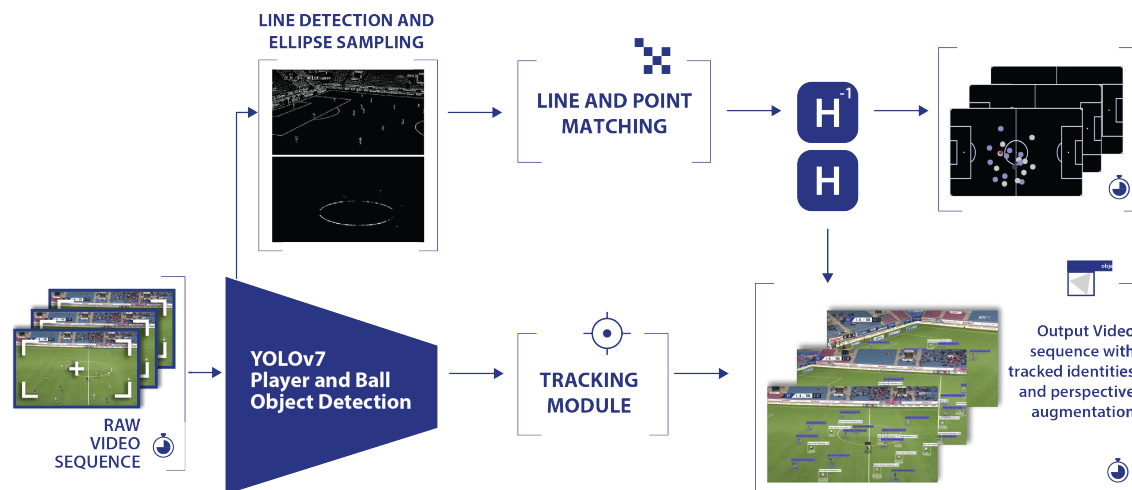 LINE DETECTION AND
ELLIPSE SAMPLING
LINE AND POINT
MATCHING
H-1
H
YOLOv7
Player and Ball
Object Detection
RAW
VIDEO
SEQUENCE
TRACKING
MODULE
obje
Output Video
sequence with
tracked identities
and perspective
augmentation